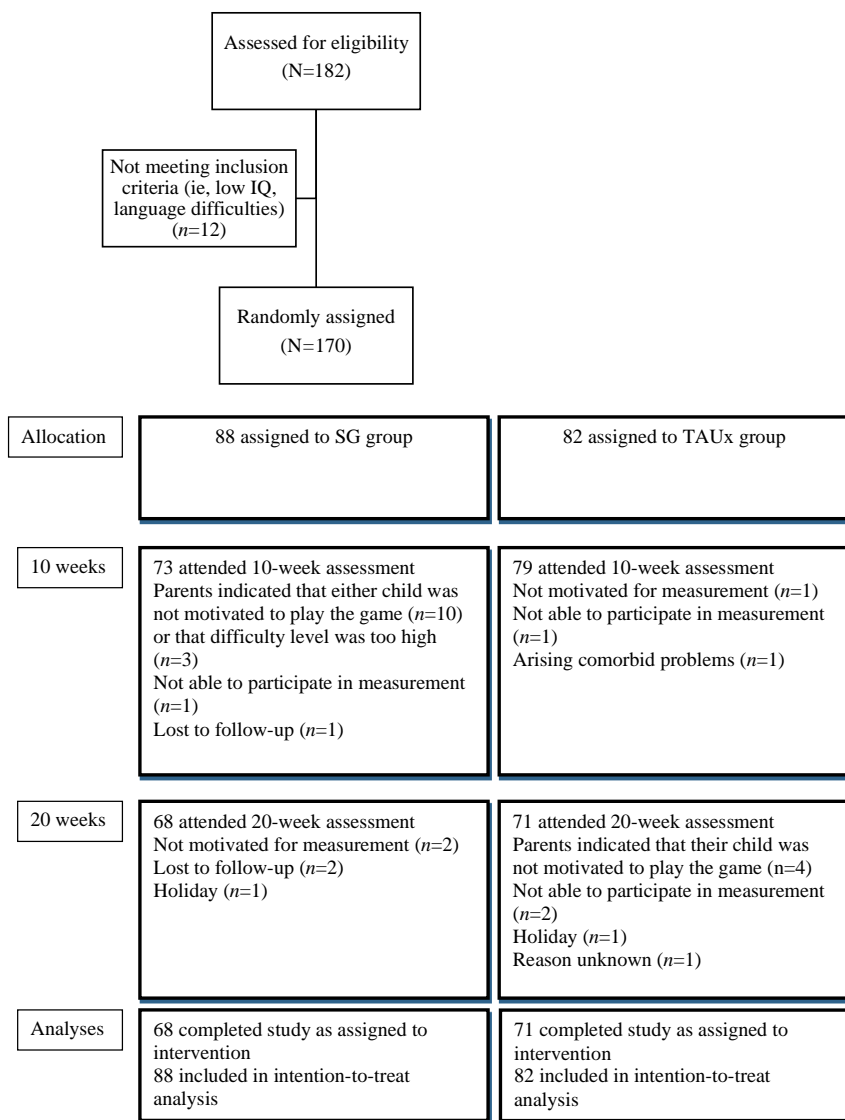 Assessed for eligibility
(N=182)
Not meeting inclusion
criteria (ie, low IQ,
language difficulties)
(n=12)
Randomly assigned
(N=170)
Allocation
88 assigned to SG group
82 assigned to TAUx group
10 weeks
73 attended 10-week assessment
Parents indicated that either child was
not motivated to play the game (n=10)
or that difficulty level was too high
(n=3)
Not able to participate in measurement
(n=1)
Lost to follow-up (n=1)
79 attended 10-week assessment
Not motivated for measurement (n=1)
Not able to participate in measurement
(n=1)
Arising comorbid problems (n=1)
20 weeks
68 attended 20-week assessment
Not motivated for measurement (n=2)
Lost to follow-up (n=2)
Holiday (n=1)
71 attended 20-week assessment
Parents indicated that their child was
not motivated to play the game (n=4)
Not able to participate in measurement
(n=2)
Holiday (n=1)
Reason unknown (n=1)
Analyses
68 completed study as assigned to
intervention
88 included in intention-to-treat
analysis
71 completed study as assigned to
intervention
82 included in intention-to-treat
analysis